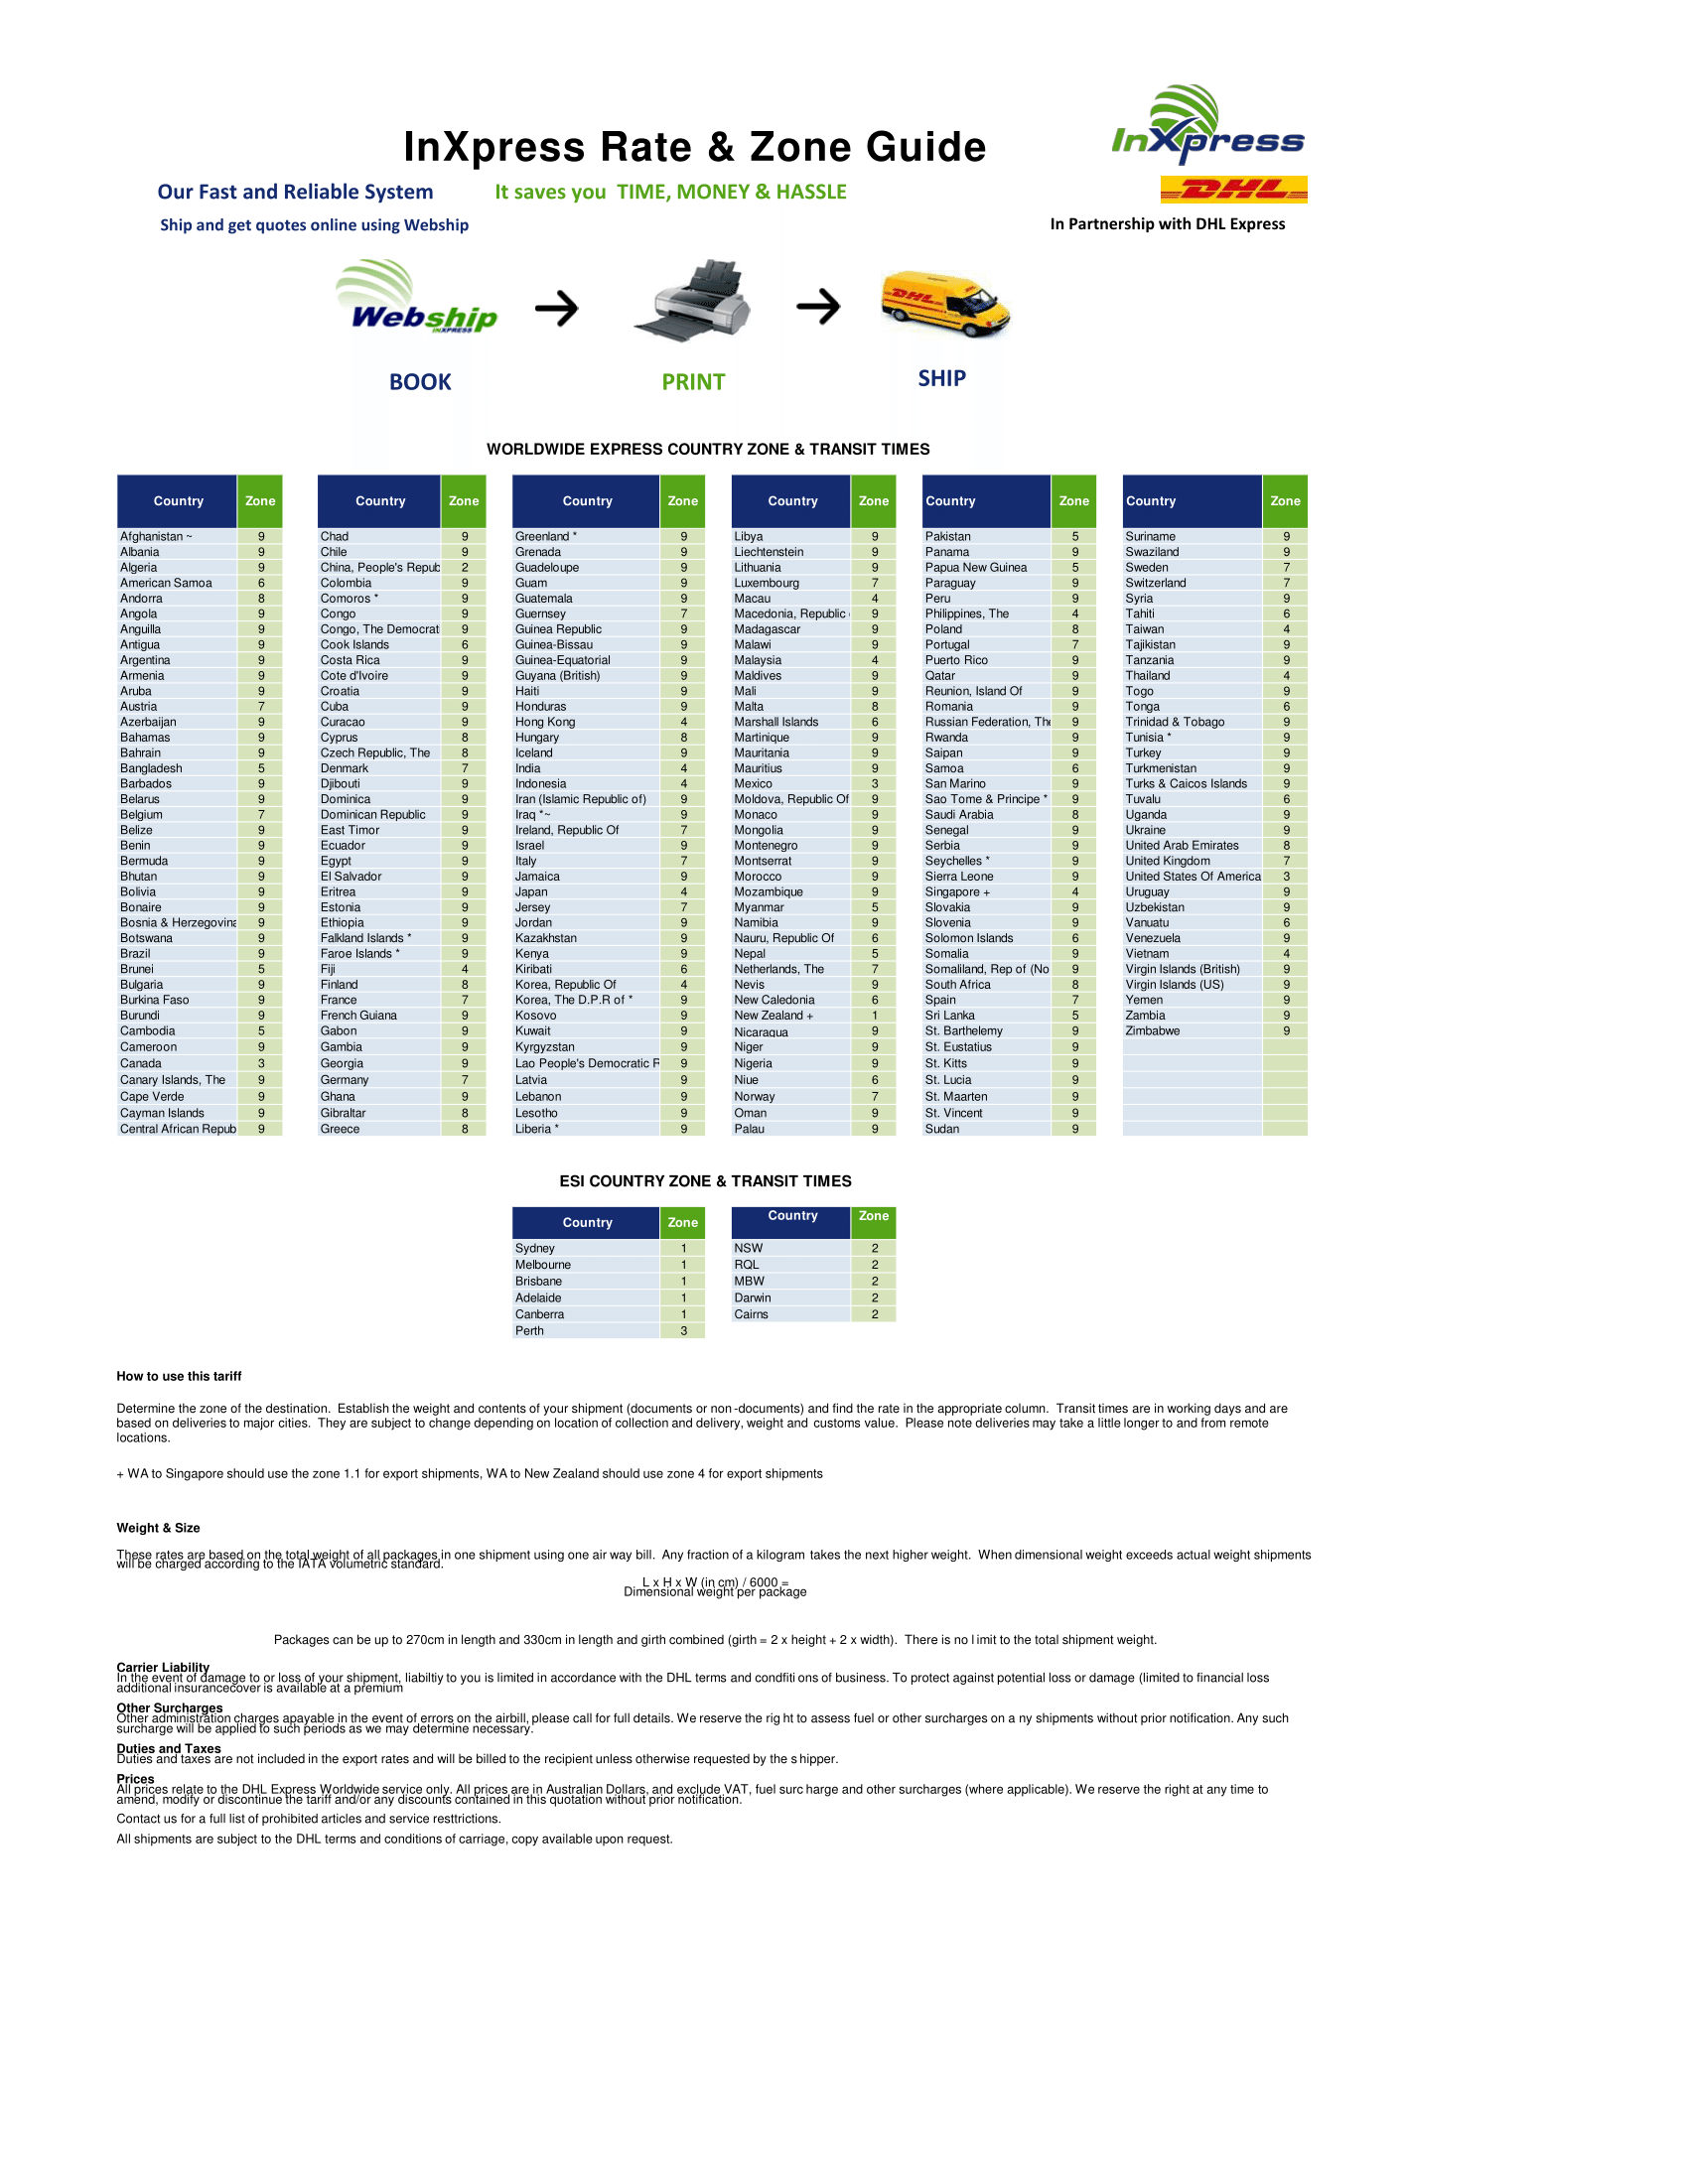 InXpress
InXpress Rate & Zone Guide
Our Fast and Reliable System It saves you TIME, MONEY & HASSLE
DHL
Ship and get quotes online using Webship In Partnership with DHL Express
Webship
INXPRESS
DHL
BOOK PRINT SHIP
WORLDWIDE EXPRESS COUNTRY ZONE & TRANSIT TIMES
Country Zone Country Zone Country Zone Country Zone Country Zone Country Zone
Afghanistan ~ 9 Chad 9 Greenland * 9 Libya 9 Pakistan 5 Suriname 9
Albania 9 Chile 9 Grenada 9 Liechtenstein 9 Panama 9 Swaziland 9
Algeria 9 China, People's Repub 2 Guadeloupe 9 Lithuania 9 Papua New Guinea 5 Sweden 7
American Samoa 6 Colombia 9 Guam 9 Luxembourg 7 Paraguay 9 Switzerland 7
Andorra 8 Comoros * 9 Guatemala 9 Macau 4 Peru 9 Syria 9
Angola 9 Congo 9 Guernsey 7 Macedonia, Republic 9 Philippines, The 4 Tahiti 6
Anguilla 9 Congo, The Democrat 9 Guinea Republic 9 Madagascar 9 Poland 8 Taiwan 4
Antigua 9 Cook Islands 6 Guinea-Bissau 9 Malawi 9 Portugal 7 Tajikistan 9
Argentina 9 Costa Rica 9 Guinea-Equatorial 9 Malaysia 4 Puerto Rico 9 Tanzania 9
Armenia 9 Cote d'Ivoire 9 Guyana (British) 9 Maldives 9 Qatar 9 Thailand 4
Aruba 9 Croatia 9 Haiti 9 Mali 9 Reunion, Island Of 9 Togo 9
Austria 7 Cuba 9 Honduras 9 Malta 8 Romania 9 Tonga 6
Azerbaijan 9 Curacao 9 Hong Kong 4 Marshall Islands 6 Russian Federation, The 9 Trinidad & Tobago 9
Bahamas 9 Cyprus 8 Hungary 8 Martinique 9 Rwanda 9 Tunisia * 9
Bahrain 9 Czech Republic, The 8 Iceland 9 Mauritania 9 Saipan 9 Turkey 9
Bangladesh 5 Denmark 7 India 4 Mauritius 9 Samoa 6 Turkmenistan 9
Barbados 9 Djibouti 9 Indonesia 4 Mexico 3 San Marino 9 Turks & Caicos Islands 9
Belarus 9 Dominica 9 Iran (Islamic Republic of) 9 Moldova, Republic Of 9 Sao Tome & Principe * 9 Tuvalu 6
Belgium 7 Dominican Republic 9 Iraq *~ 9 Monaco 9 Saudi Arabia 8 Uganda 9
Belize 9 East Timor 9 Ireland, Republic Of 7 Mongolia 9 Senegal 9 Ukraine 9
Benin 9 Ecuador 9 Israel 9 Montenegro 9 Serbia 9 United Arab Emirates 8
Bermuda 9 Egypt 9 Italy 7 Montserrat 9 Seychelles * 9 United Kingdom 7
Bhutan 9 El Salvador 9 Jamaica 9 Morocco 9 Sierra Leone 9 United States Of America 3
Bolivia 9 Eritrea 9 Japan 4 Mozambique 9 Singapore + 4 Uruguay 9
Bonaire 9 Estonia 9 Jersey 7 Myanmar 5 Slovakia 9 Uzbekistan 9
Bosnia & Herzegovina 9 Ethiopia 9 Jordan 9 Namibia 9 Slovenia 9 Vanuatu 6
Botswana 9 Falkland Islands * 9 Kazakhstan 9 Nauru, Republic Of 6 Solomon Islands 6 Venezuela 9
Brazil 9 Faroe Islands * 9 Kenya 9 Nepal 5 Somalia 9 Vietnam 4
Brunei 5 Fiji 4 Kiribati 6 Netherlands, The 7 Somaliland, Rep of (No 9 Virgin Islands (British) 9
Bulgaria 9 Finland 8 Korea, Republic Of 4 Nevis 9 South Africa 8 Virgin Islands (US) 9
Burkina Faso 9 France 7 Korea, The D.P.R of * 9 New Caledonia 6 Spain 7 Yemen 9
Burundi 9 French Guiana 9 Kosovo 9 New Zealand + 1 Sri Lanka 5 Zambia 9
Cambodia 5 Gabon 9 Kuwait 9 Nicaragua 9 St. Barthelemy 9 Zimbabwe 9
Cameroon 9 Gambia 9 Kyrgyzstan 9 Niger 9 St. Eustatius 9
Canada 3 Georgia 9 Lao People's Democratic R 9 Nigeria 9 St. Kitts 9
Canary Islands, The 9 Germany 7 Latvia 9 Niue 6 St. Lucia 9
Cape Verde 9 Ghana 9 Lebanon 9 Norway 7 St. Maarten 9
Cayman Islands 9 Gibraltar 8 Lesotho 9 Oman 9 St. Vincent 9
Central African Repub 9 Greece 8 Liberia * 9 Palau 9 Sudan 9
ESI COUNTRY ZONE & TRANSIT TIMES
Country Zone Country Zone
Sydney 1 NSW 2
Melbourne 1 RQL 2
Brisbane 1 MBW 2
Adelaide 1 Darwin 2
Canberra 1 Cairns 2
Perth 3
How to use this tariff
Determine the zone of the destination. Establish the weight and contents of your shipment (documents or non-documents) and find the rate in the appropriate column. Transit times are in working days and are
based on deliveries to major cities. They are subject to change depending on location of collection and delivery, weight and customs value. Please note deliveries may take a little longer to and from remote
locations.
+ WA to Singapore should use the zone 1.1 for export shipments, WA to New Zealand should use zone 4 for export shipments
Weight & Size
These rates are based on the total weight of all packages in one shipment using one air way bill. Any fraction of a kilogram takes the next higher weight. When dimensional weight exceeds actual weight shipments
will be charged according to the IATA volumetric standard.
L x H x W (in cm) / 6000 =
Dimensional weight per package
Packages can be up to 270cm in length and 330cm in length and girth combined (girth = 2 x height + 2 x width). There is no limit to the total shipment weight.
Carrier Liability
In the event of damage to or loss of your shipment, liabiltiy to you is limited in accordance with the DHL terms and condfitions of business. To protect against potential loss or damage (limited to financial loss
additional insurancecover is available at a premium
Other Surcharges
Other administration charges apayable in the event of errors on the airbill, please call for full details. We reserve the right to assess fuel or other surcharges on any shipments without prior notification. Any such
surcharge will be applied to such periods as we may determine necessary.
Duties and Taxes
Duties and taxes are not included in the export rates and will be billed to the recipient unless otherwise requested by the shipper.
Prices
All prices relate to the DHL Express Worldwide service only. All prices are in Australian Dollars, and exclude VAT, fuel surcharge and other surcharges (where applicable). We reserve the right at any time to
amend, modify or discontinue the tariff and/or any discounts contained in this quotation without prior notification.
Contact us for a full list of prohibited articles and service resttrictions.
All shipments are subject to the DHL terms and conditions of carriage, copy available upon request.